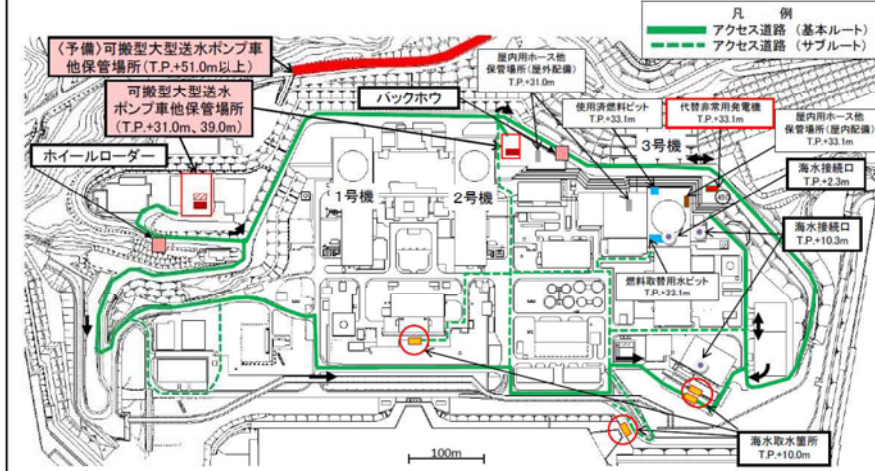 凡 例
アクセス道路 (基本ルート)
アクセス道路 (サブルート)
〈予備〉可搬型大型送水ポンプ車
他保管場所(T.P.+51.0m以上)
可搬型大型送水
ポンプ車他保管場所
(T.P.+31.0m、39.0m)
ホイールローダー
バックホウ
屋内用ホース他
保管場所(屋外配備)
T.P.+31.0m
使用済燃料ピット
T.P.+33.1m
代替非常用発電機
T.P.+33.1m
屋内用ホース他
保管場所(屋内配備)
T.P.+33.1m
3号機
海水接続口
T.P.+2.3m
1号機
2号機
海水接続口
T.P.+10.3m
燃料取替用水ピット
T.P.+33.1m
海水取水箇所
T.P.+10.0m
100m